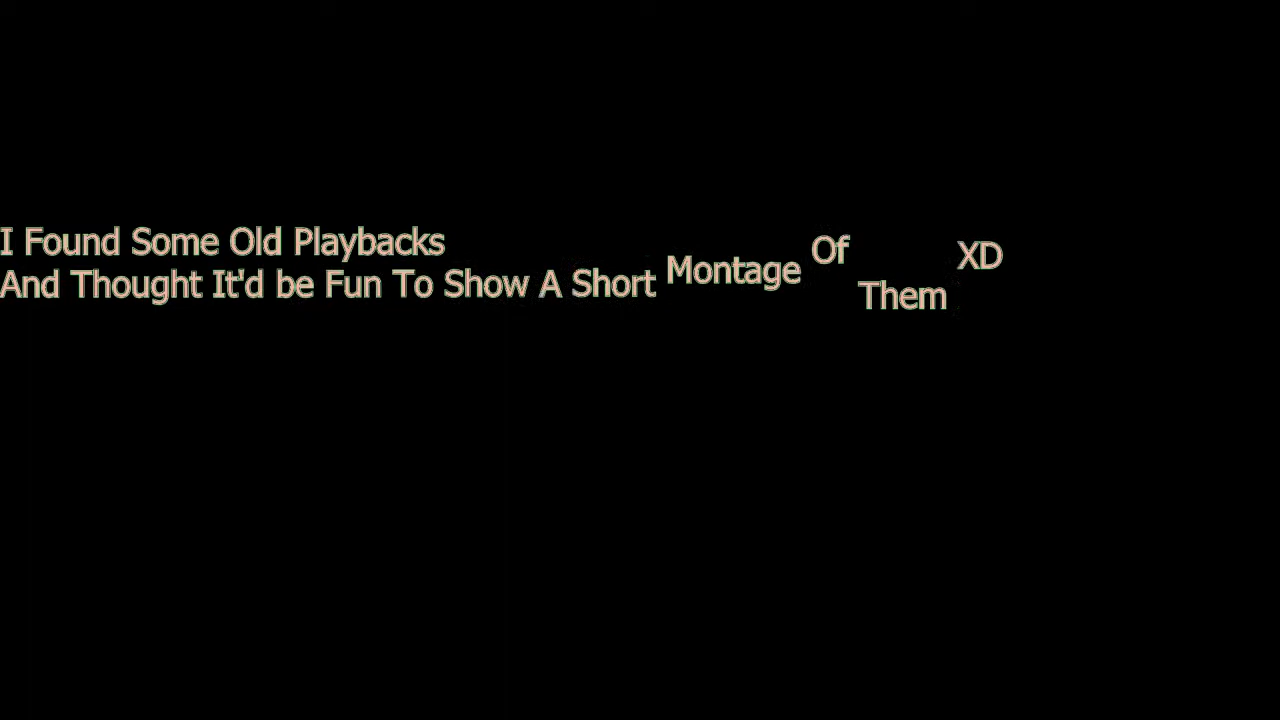 I Found Some Old Playbacks
And Thought It'd be Fun To Show A Short Montage Of Them XD